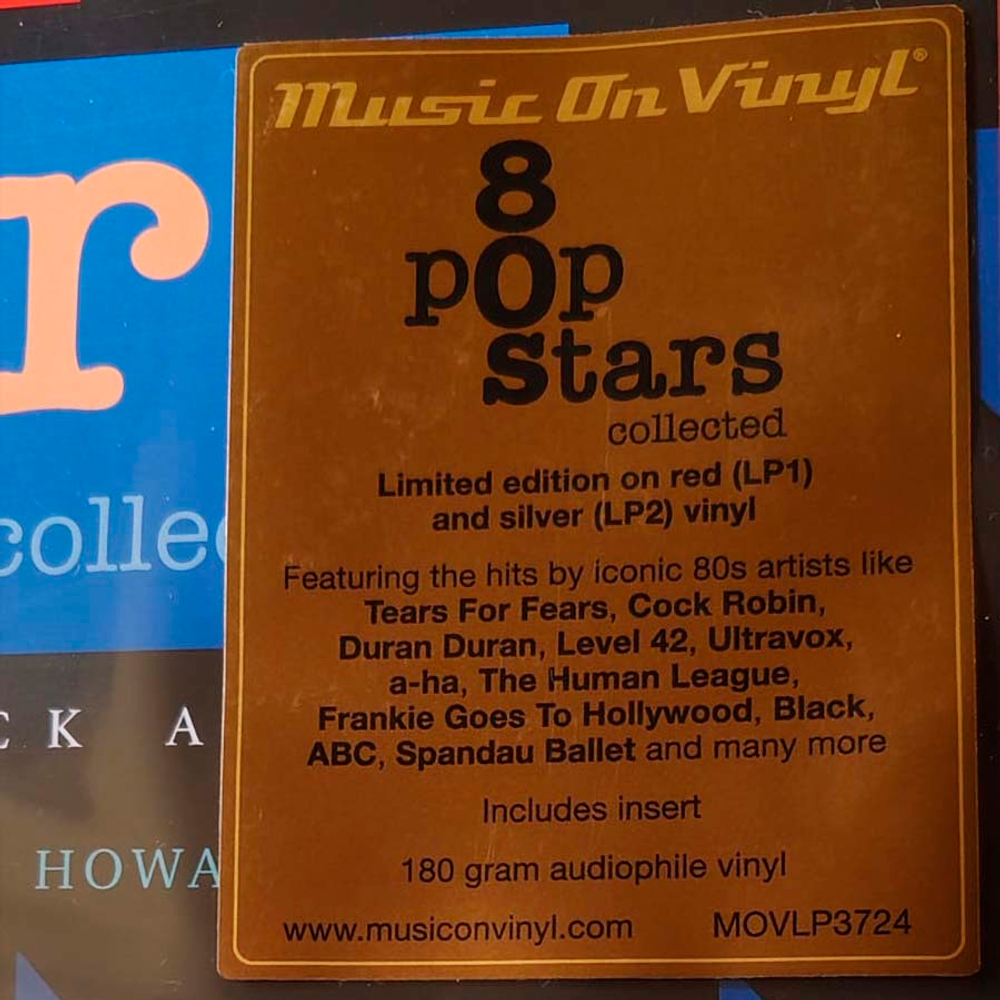 Music On Vinyl®
8
pop
stars
collected
Limited edition on red (LP1)
and silver (LP2) vinyl
Featuring the hits by iconic 80s artists like
Tears For Fears, Cock Robin,
Duran Duran, Level 42, Ultravox,
a-ha, The Human League,
Frankie Goes To Hollywood, Black,
ABC, Spandau Ballet and many more
Includes insert
180 gram audiophile vinyl
www.musiconvinyl.com MOVLP3724
r
collec
CK A
HOWA